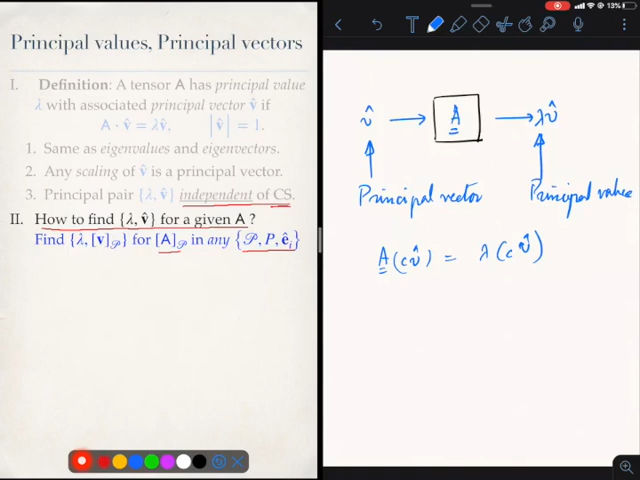 13%
Principal values, Principal vectors
I. Definition: A tensor A has principal value
λ with associated principal vector v̂ if
A · v̂ = λv̂, |v̂| = 1.
1. Same as eigenvalues and eigenvectors.
2. Any scaling of v̂ is a principal vector.
3. Principal pair {λ, v̂} independent of CS.
II. How to find {λ, v̂} for a given A ?
Find {λ, [v]𝒫} for [A]𝒫 in any {𝒫, P, ê_i}
v̂ → A → λv̂
Principal vector Principal value
A(cv̂) = λ(cv̂)